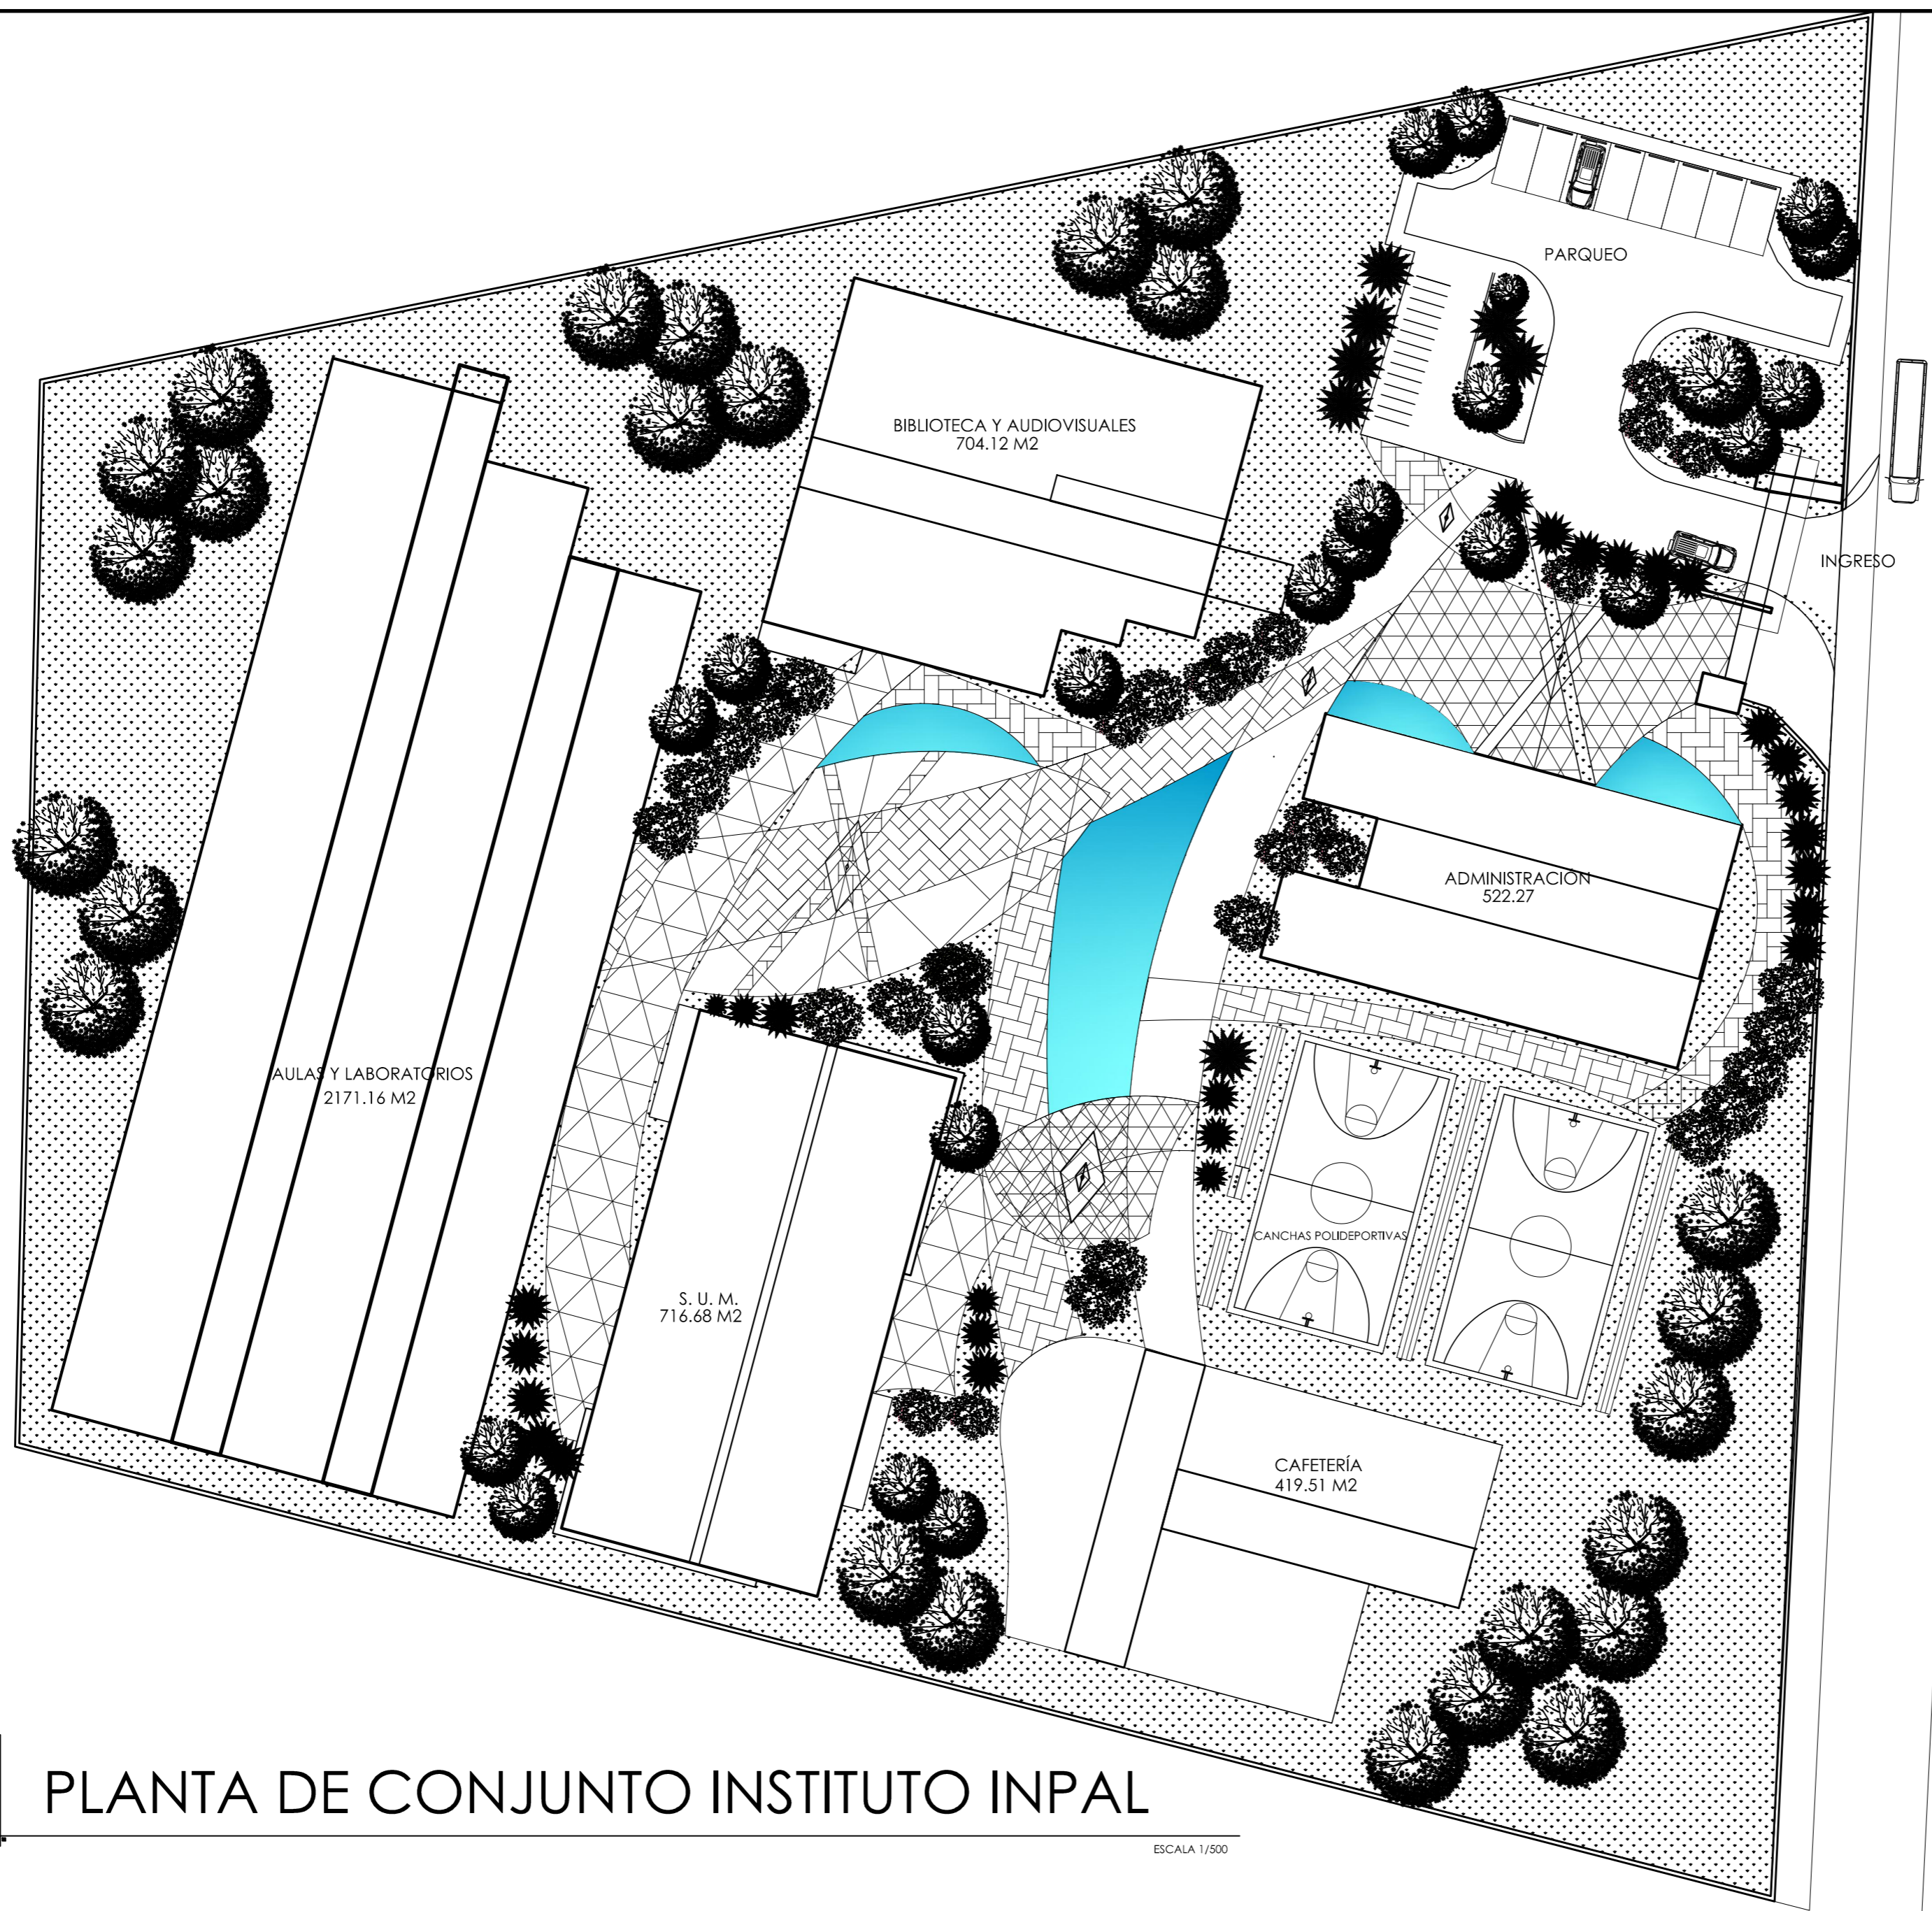 PARQUEO
BIBLIOTECA Y AUDIOVISUALES
704.12 M2
INGRESO
ADMINISTRACIÓN
522.27
AULAS Y LABORATORIOS
2171.16 M2
CANCHAS POLIDEPORTIVAS
S. U. M.
716.68 M2
CAFETERÍA
419.51 M2
PLANTA DE CONJUNTO INSTITUTO INPAL
ESCALA 1/500